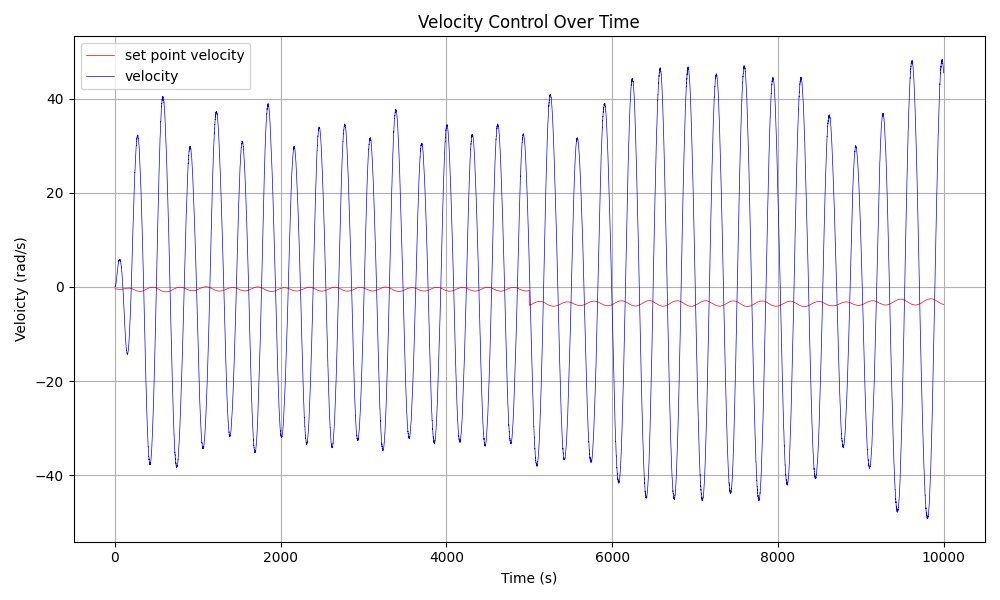 Velocity Control Over Time
set point velocity
velocity
40
20
0
−20
−40
Veloicty (rad/s)
0 2000 4000 6000 8000 10000
Time (s)